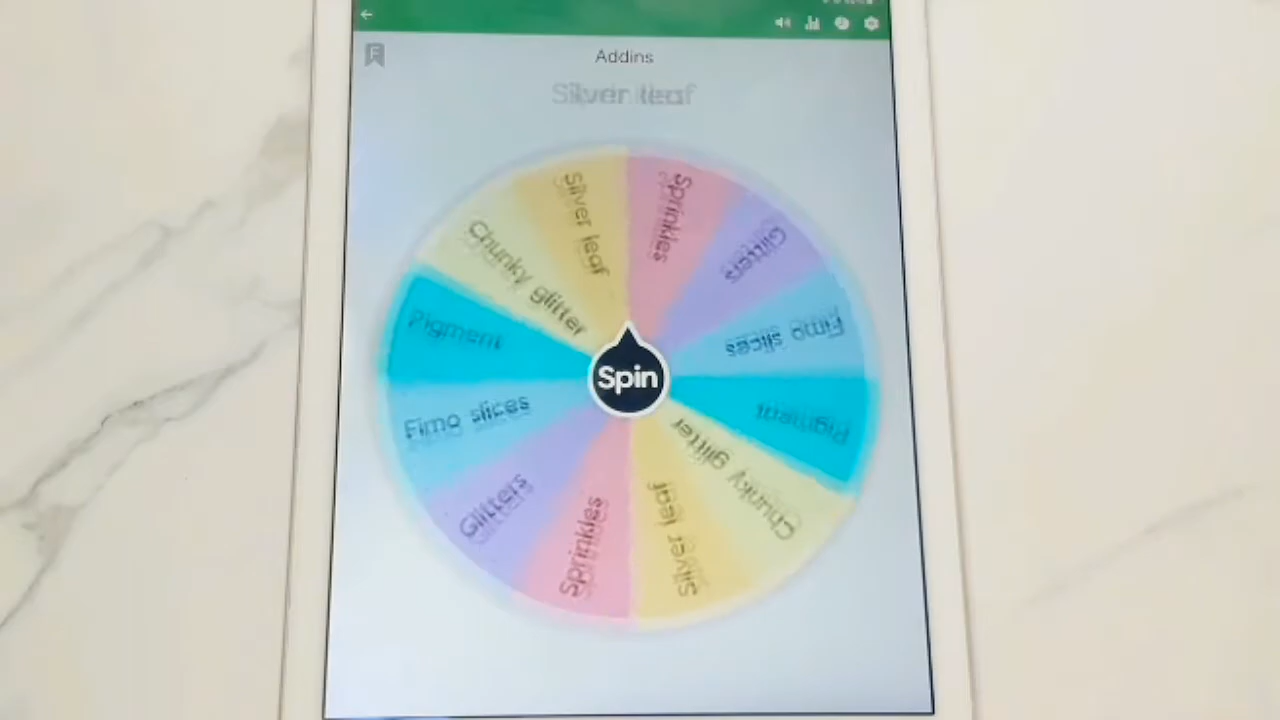 Addins
Silver leaf
Silver leaf
Sprinkles
Chunky glitter
Glitters
Pigment
Fimo slices
Spin
Fimo slices
Pigment
Glitters
Chunky glitter
Sprinkles
Silver leaf